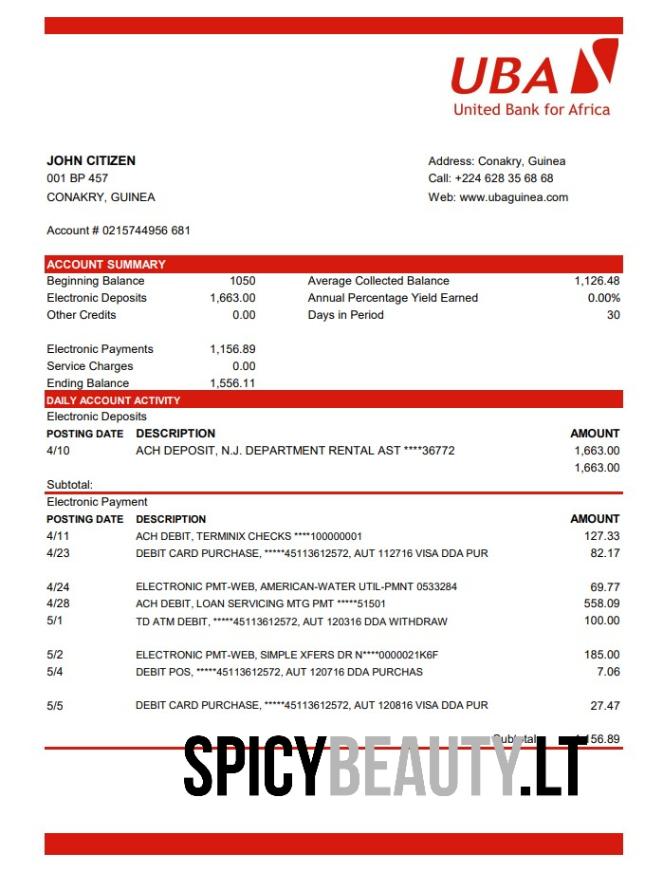 UBA
United Bank for Africa
JOHN CITIZEN
001 BP 457
CONAKRY, GUINEA
Address: Conakry, Guinea
Call: +224 628 35 68 68
Web: www.ubaguinea.com
Account # 0215744956 681
ACCOUNT SUMMARY
Beginning Balance 1050 Average Collected Balance 1,126.48
Electronic Deposits 1,663.00 Annual Percentage Yield Earned 0.00%
Other Credits 0.00 Days in Period 30
Electronic Payments 1,156.89
Service Charges 0.00
Ending Balance 1,556.11
DAILY ACCOUNT ACTIVITY
Electronic Deposits
POSTING DATE DESCRIPTION AMOUNT
4/10 ACH DEPOSIT, N.J. DEPARTMENT RENTAL AST ****36772 1,663.00
1,663.00
Subtotal:
Electronic Payment
POSTING DATE DESCRIPTION AMOUNT
4/11 ACH DEBIT, TERMINIX CHECKS ****100000001 127.33
4/23 DEBIT CARD PURCHASE, *****45113612572, AUT 112716 VISA DDA PUR 82.17
4/24 ELECTRONIC PMT-WEB, AMERICAN-WATER UTIL-PMNT 0533284 69.77
4/28 ACH DEBIT, LOAN SERVICING MTG PMT *****51501 558.09
5/1 TD ATM DEBIT, *****45113612572, AUT 120316 DDA WITHDRAW 100.00
5/2 ELECTRONIC PMT-WEB, SIMPLE XFERS DR N****0000021K6F 185.00
5/4 DEBIT POS, *****45113612572, AUT 120716 DDA PURCHAS 7.06
5/5 DEBIT CARD PURCHASE, *****45113612572, AUT 120816 VISA DDA PUR 27.47
SPICYBEAUTY.LT